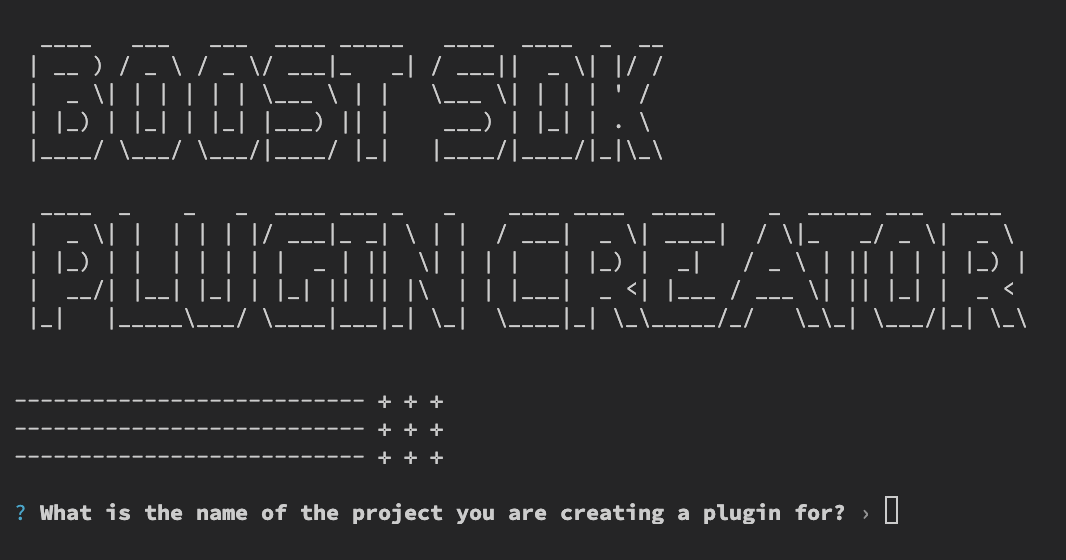 BOOST SDK
PLUGIN CREATOR
--------------------------- ✛ ✛ ✛
--------------------------- ✛ ✛ ✛
--------------------------- ✛ ✛ ✛
? What is the name of the project you are creating a plugin for? ›